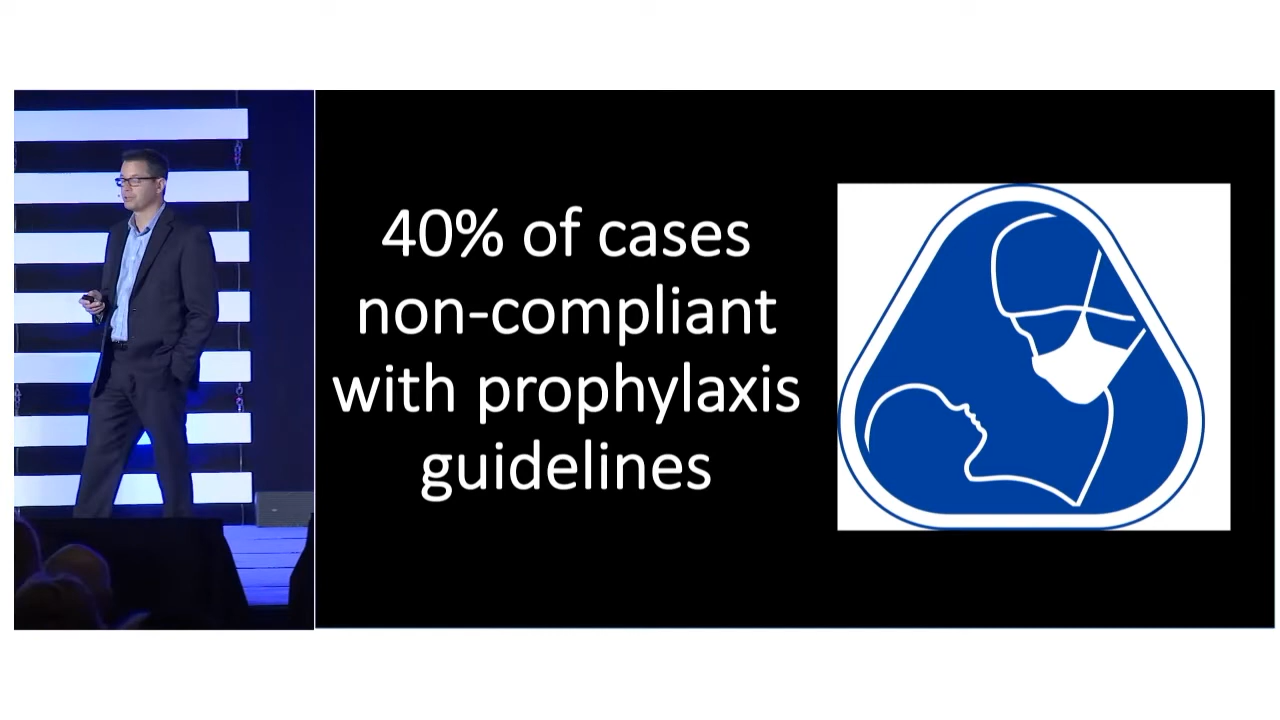 40% of cases
non-compliant
with prophylaxis
guidelines